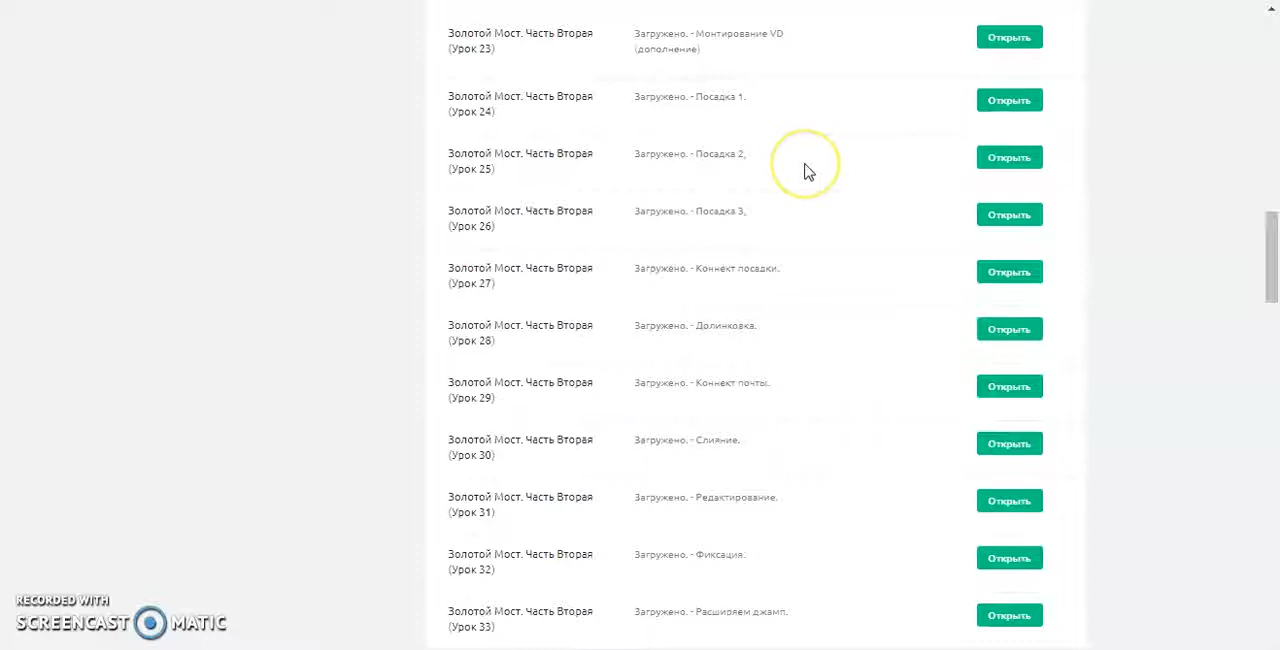 Золотой Мост. Часть Вторая
(Урок 23)
Загружено. - Монтирование VD
(дополнение)
Открыть
Золотой Мост. Часть Вторая
(Урок 24)
Загружено. - Посадка 1.
Открыть
Золотой Мост. Часть Вторая
(Урок 25)
Загружено. - Посадка 2,
Открыть
Золотой Мост. Часть Вторая
(Урок 26)
Загружено. - Посадка 3,
Открыть
Золотой Мост. Часть Вторая
(Урок 27)
Загружено. - Коннект посадки.
Открыть
Золотой Мост. Часть Вторая
(Урок 28)
Загружено. - Долинковка.
Открыть
Золотой Мост. Часть Вторая
(Урок 29)
Загружено. - Коннект почты.
Открыть
Золотой Мост. Часть Вторая
(Урок 30)
Загружено. - Слияние.
Открыть
Золотой Мост. Часть Вторая
(Урок 31)
Загружено. - Редактирование.
Открыть
Золотой Мост. Часть Вторая
(Урок 32)
Загружено. - Фиксация.
Открыть
Золотой Мост. Часть Вторая
(Урок 33)
Загружено. - Расширяем джамп.
Открыть
RECORDED WITH
SCREENCAST MATIC